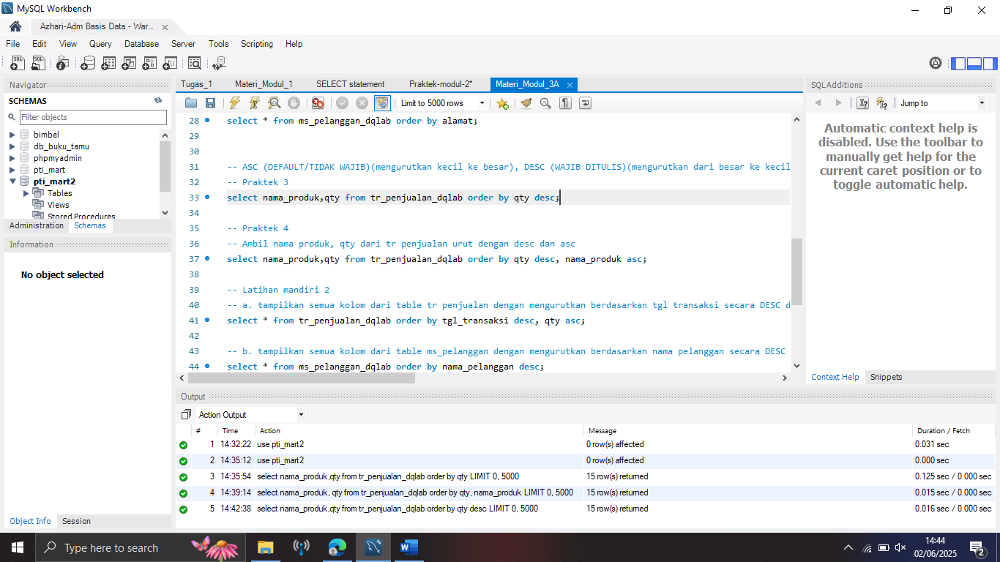 MySQL Workbench
Azhari-Adm Basis Data - War...
File Edit View Query Database Server Tools Scripting Help
Navigator
SCHEMAS
Filter objects
bimbel
db_buku_tamu
phpmyadmin
pti_mart
pti_mart2
Tables
Views
Stored Procedures
Administration Schemas
Information
No object selected
Object Info Session
Tugas_1 Materi_Modul_1 SELECT statement Praktek-modul-2* Materi_Modul_3A
Limit to 5000 rows
28 select * from ms_pelanggan_dqlab order by alamat;
29
30
31 -- ASC (DEFAULT/TIDAK WAJIB)(mengurutkan kecil ke besar), DESC (WAJIB DITULIS)(mengurutkan dari besar ke kecil
32 -- Praktek 3
33 select nama_produk,qty from tr_penjualan_dqlab order by qty desc;
34
35 -- Praktek 4
36 -- Ambil nama produk, qty dari tr penjualan urut dengan desc dan asc
37 select nama_produk,qty from tr_penjualan_dqlab order by qty desc, nama_produk asc;
38
39 -- Latihan mandiri 2
40 -- a. tampilkan semua kolom dari table tr penjualan dengan mengurutkan berdasarkan tgl transaksi secara DESC d
41 select * from tr_penjualan_dqlab order by tgl_transaksi desc, qty asc;
42
43 -- b. tampilkan semua kolom dari table ms_pelanggan dengan mengurutkan berdasarkan nama pelanggan secara DESC
44 select * from ms_pelanggan_dqlab order by nama_pelanggan desc;
SQLAdditions
Jump to
Automatic context help is
disabled. Use the toolbar to
manually get help for the
current caret position or to
toggle automatic help.
Context Help Snippets
Output
Action Output
# Time Action Message Duration / Fetch
1 14:32:22 use pti_mart2 0 row(s) affected 0.031 sec
2 14:35:12 use pti_mart2 0 row(s) affected 0.000 sec
3 14:35:54 select nama_produk,qty from tr_penjualan_dqlab order by qty LIMIT 0, 5000 15 row(s) returned 0.125 sec / 0.000 sec
4 14:39:14 select nama_produk, qty from tr_penjualan_dqlab order by qty, nama_produk LIMIT 0, 5000 15 row(s) returned 0.015 sec / 0.000 sec
5 14:42:38 select nama_produk,qty from tr_penjualan_dqlab order by qty desc LIMIT 0, 5000 15 row(s) returned 0.016 sec / 0.000 sec
Type here to search
14:44
02/06/2025
2